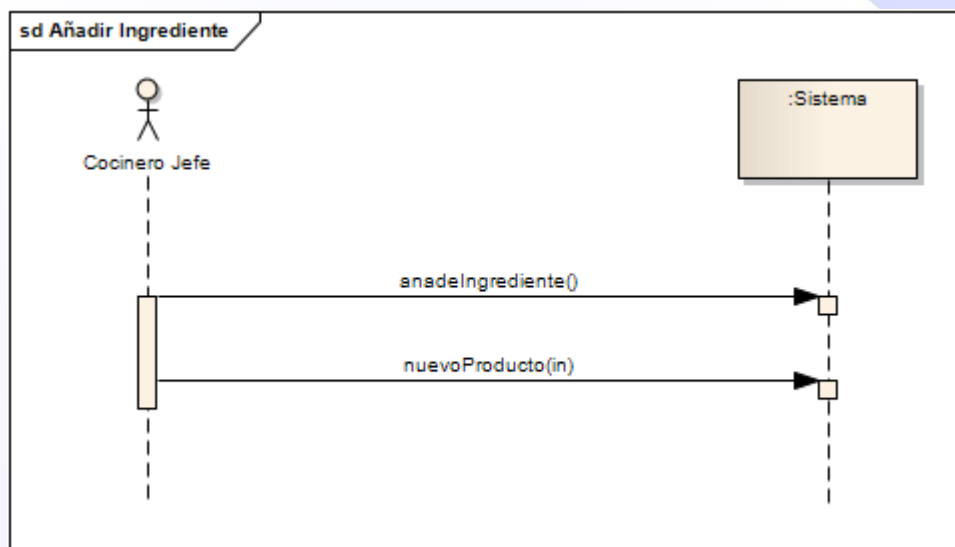 sd Añadir Ingrediente
:Sistema
Cocinero Jefe
anadeIngrediente()
nuevoProducto(in)